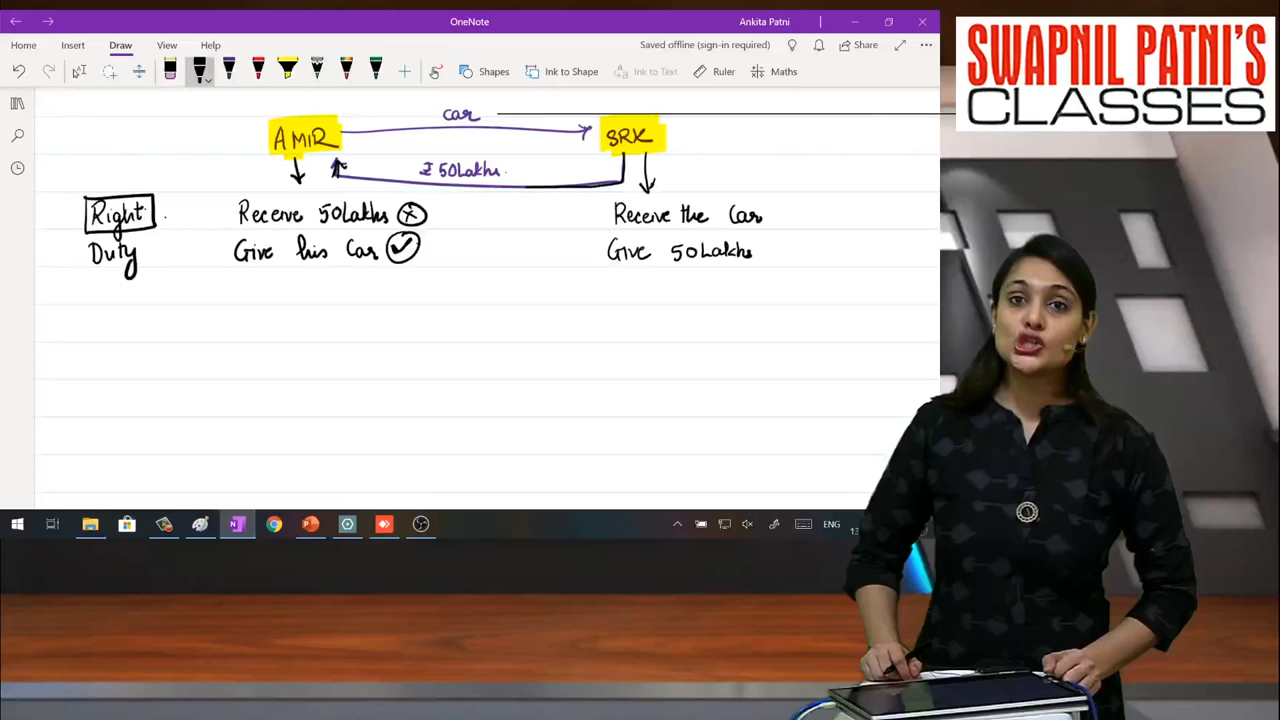 OneNote
Ankita Patni
Home Insert Draw View Help
Saved offline (sign-in required)
Share
Shapes
Ink to Shape
Ink to Text
Ruler
Maths
SWAPNIL PATNI'S
CLASSES
car
AMIR
SRK
₹ 50Lakhs.
Right
Receive 50Lakhs
Receive the Car
Duty
Give his Car
Give 50Lakhs
ENG